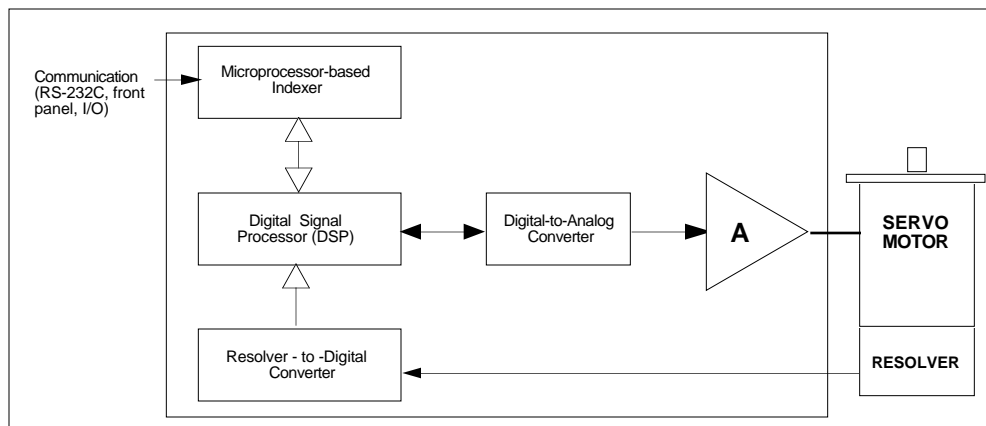 Communication
(RS-232C, front
panel, I/O)
Microprocessor-based
Indexer
Digital Signal
Processor (DSP)
Digital-to-Analog
Converter
A
SERVO
MOTOR
Resolver - to -Digital
Converter
RESOLVER